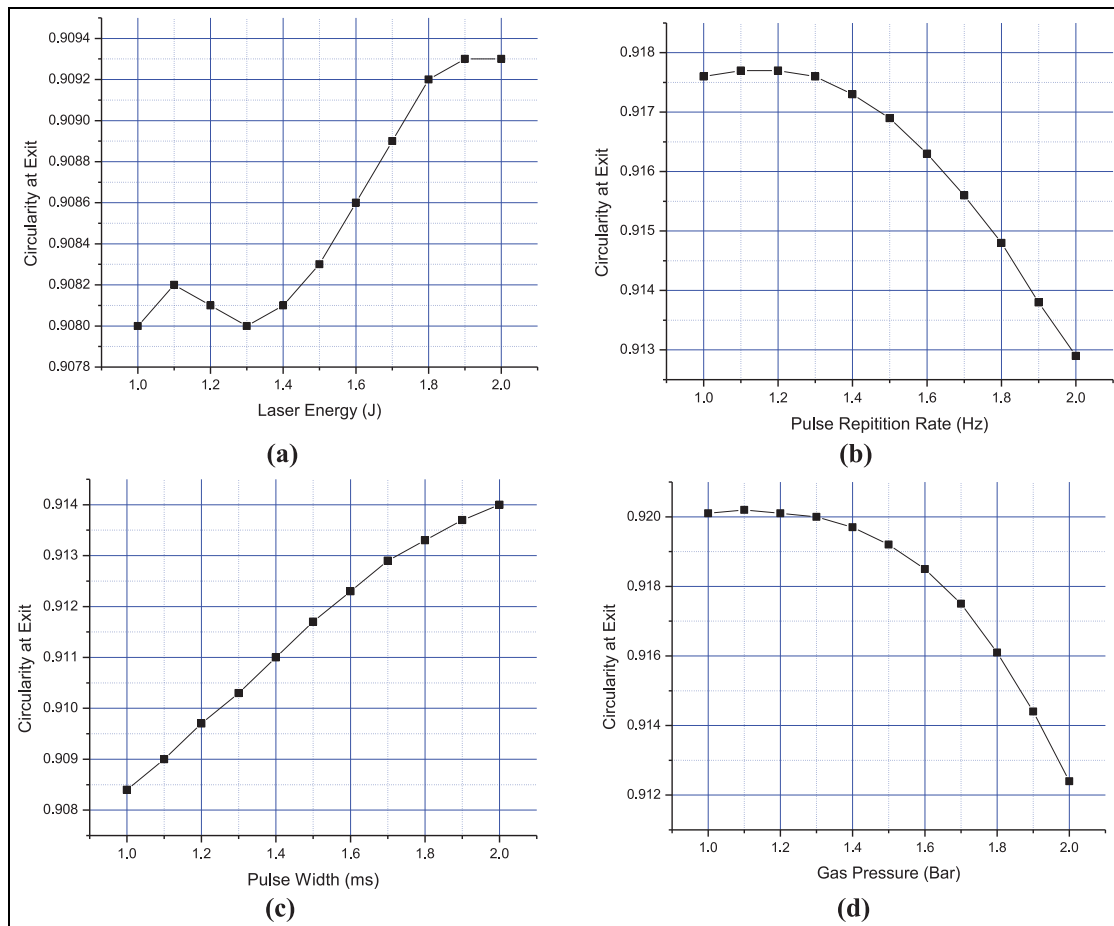 0.9094
0.9092
0.9090
0.9088
0.9086
0.9084
0.9082
0.9080
0.9078
Circularity at Exit
1.0 1.2 1.4 1.6 1.8 2.0
Laser Energy (J)
(a)
0.918
0.917
0.916
0.915
0.914
0.913
Circularity at Exit
1.0 1.2 1.4 1.6 1.8 2.0
Pulse Repitition Rate (Hz)
(b)
0.914
0.913
0.912
0.911
0.910
0.909
0.908
Circularity at Exit
1.0 1.2 1.4 1.6 1.8 2.0
Pulse Width (ms)
(c)
0.920
0.918
0.916
0.914
0.912
Circularity at Exit
1.0 1.2 1.4 1.6 1.8 2.0
Gas Pressure (Bar)
(d)